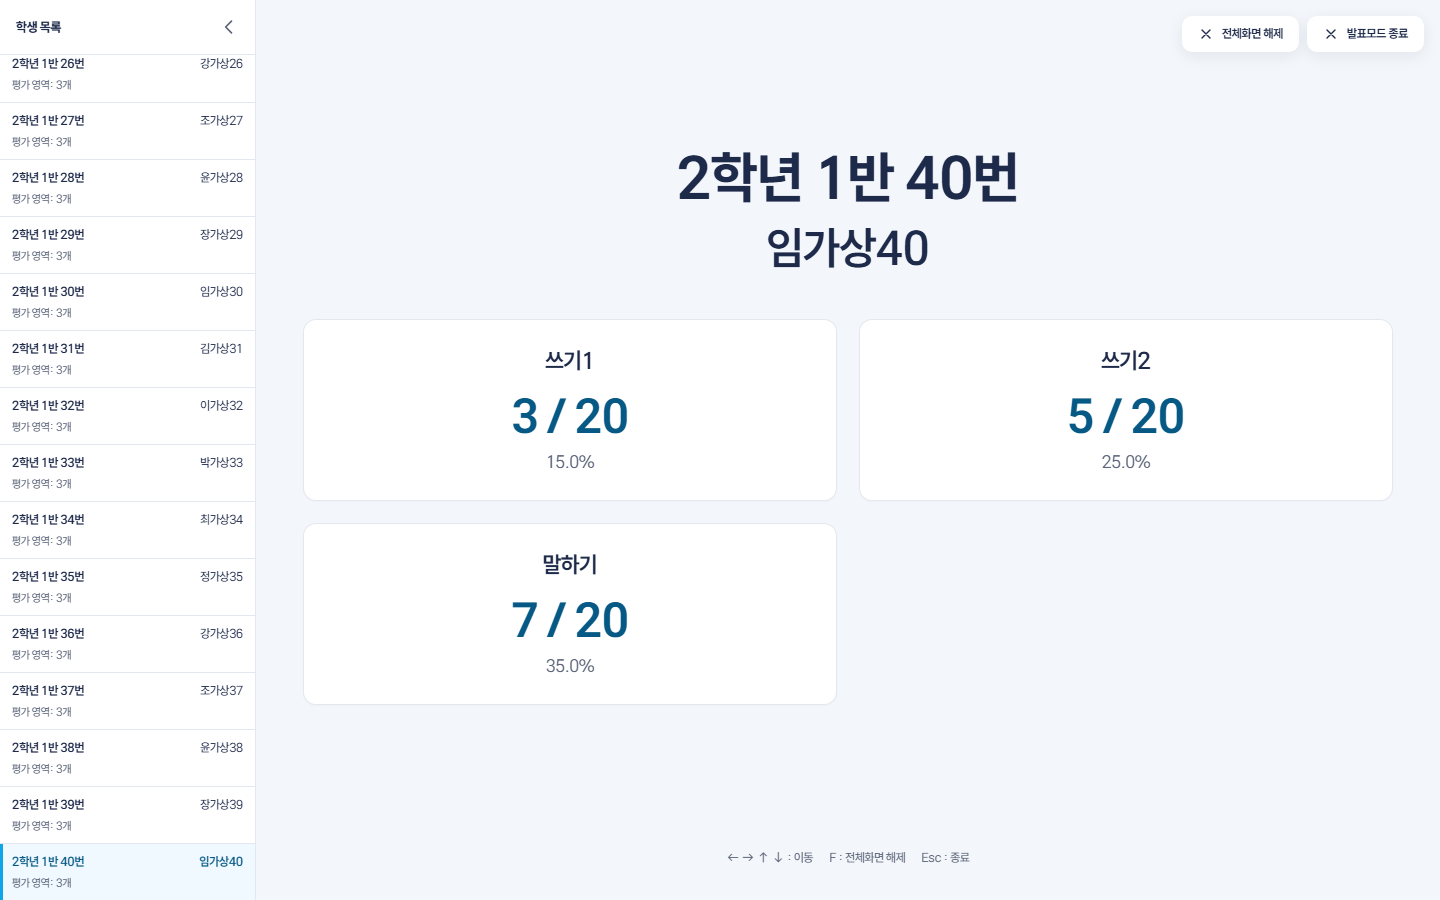 학생 목록
2학년 1반 26번 강가상26
평가 영역: 3개
2학년 1반 27번 조가상27
평가 영역: 3개
2학년 1반 28번 윤가상28
평가 영역: 3개
2학년 1반 29번 장가상29
평가 영역: 3개
2학년 1반 30번 임가상30
평가 영역: 3개
2학년 1반 31번 김가상31
평가 영역: 3개
2학년 1반 32번 이가상32
평가 영역: 3개
2학년 1반 33번 박가상33
평가 영역: 3개
2학년 1반 34번 최가상34
평가 영역: 3개
2학년 1반 35번 정가상35
평가 영역: 3개
2학년 1반 36번 강가상36
평가 영역: 3개
2학년 1반 37번 조가상37
평가 영역: 3개
2학년 1반 38번 윤가상38
평가 영역: 3개
2학년 1반 39번 장가상39
평가 영역: 3개
2학년 1반 40번 임가상40
평가 영역: 3개
전체화면 해제
발표모드 종료
2학년 1반 40번
임가상40
쓰기1
3 / 20
15.0%
쓰기2
5 / 20
25.0%
말하기
7 / 20
35.0%
← → ↑ ↓ : 이동 F : 전체화면 해제 Esc : 종료